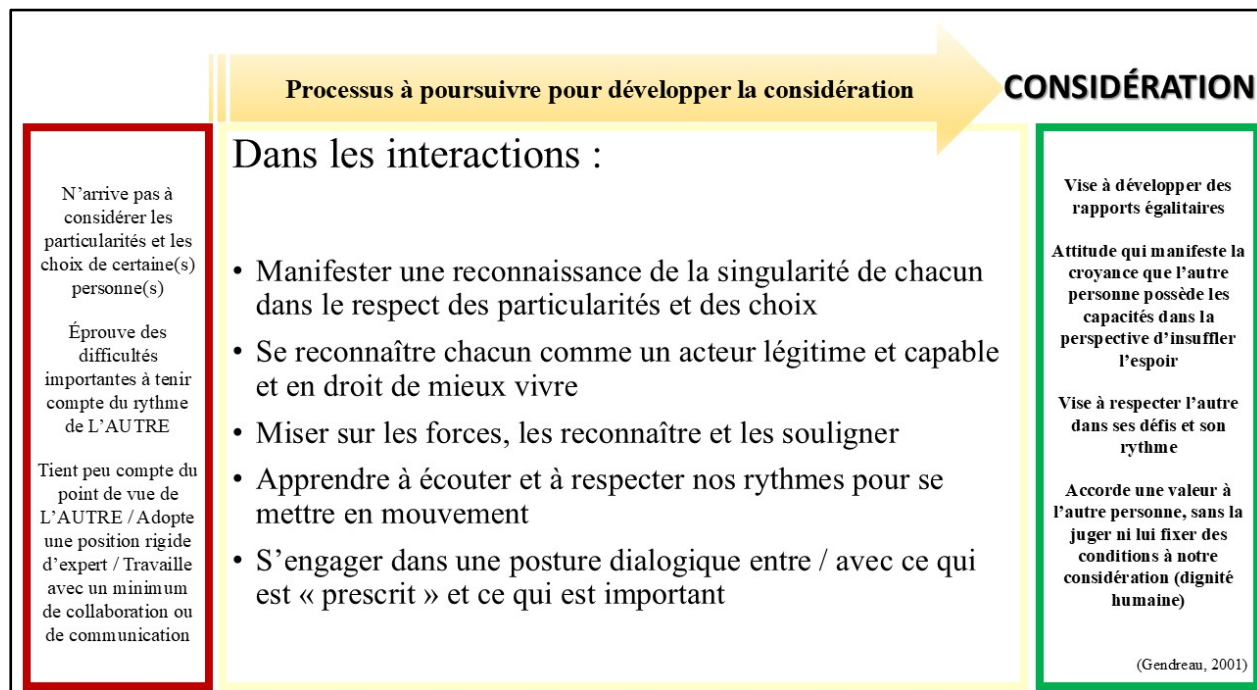 Processus à poursuivre pour développer la considération
CONSIDÉRATION
N’arrive pas à
considérer les
particularités et les
choix de certaine(s)
personne(s)
Éprouve des
difficultés
importantes à tenir
compte du rythme
de L’AUTRE
Tient peu compte du
point de vue de
L’AUTRE / Adopte
une position rigide
d’expert / Travaille
avec un minimum
de collaboration ou
de communication
Dans les interactions :
• Manifester une reconnaissance de la singularité de chacun
dans le respect des particularités et des choix
• Se reconnaître chacun comme un acteur légitime et capable
et en droit de mieux vivre
• Miser sur les forces, les reconnaître et les souligner
• Apprendre à écouter et à respecter nos rythmes pour se
mettre en mouvement
• S’engager dans une posture dialogique entre / avec ce qui
est « prescrit » et ce qui est important
Vise à développer des
rapports égalitaires
Attitude qui manifeste la
croyance que l’autre
personne possède les
capacités dans la
perspective d’insuffler
l’espoir
Vise à respecter l’autre
dans ses défis et son
rythme
Accorde une valeur à
l’autre personne, sans la
juger ni lui fixer des
conditions à notre
considération (dignité
humaine)
(Gendreau, 2001)